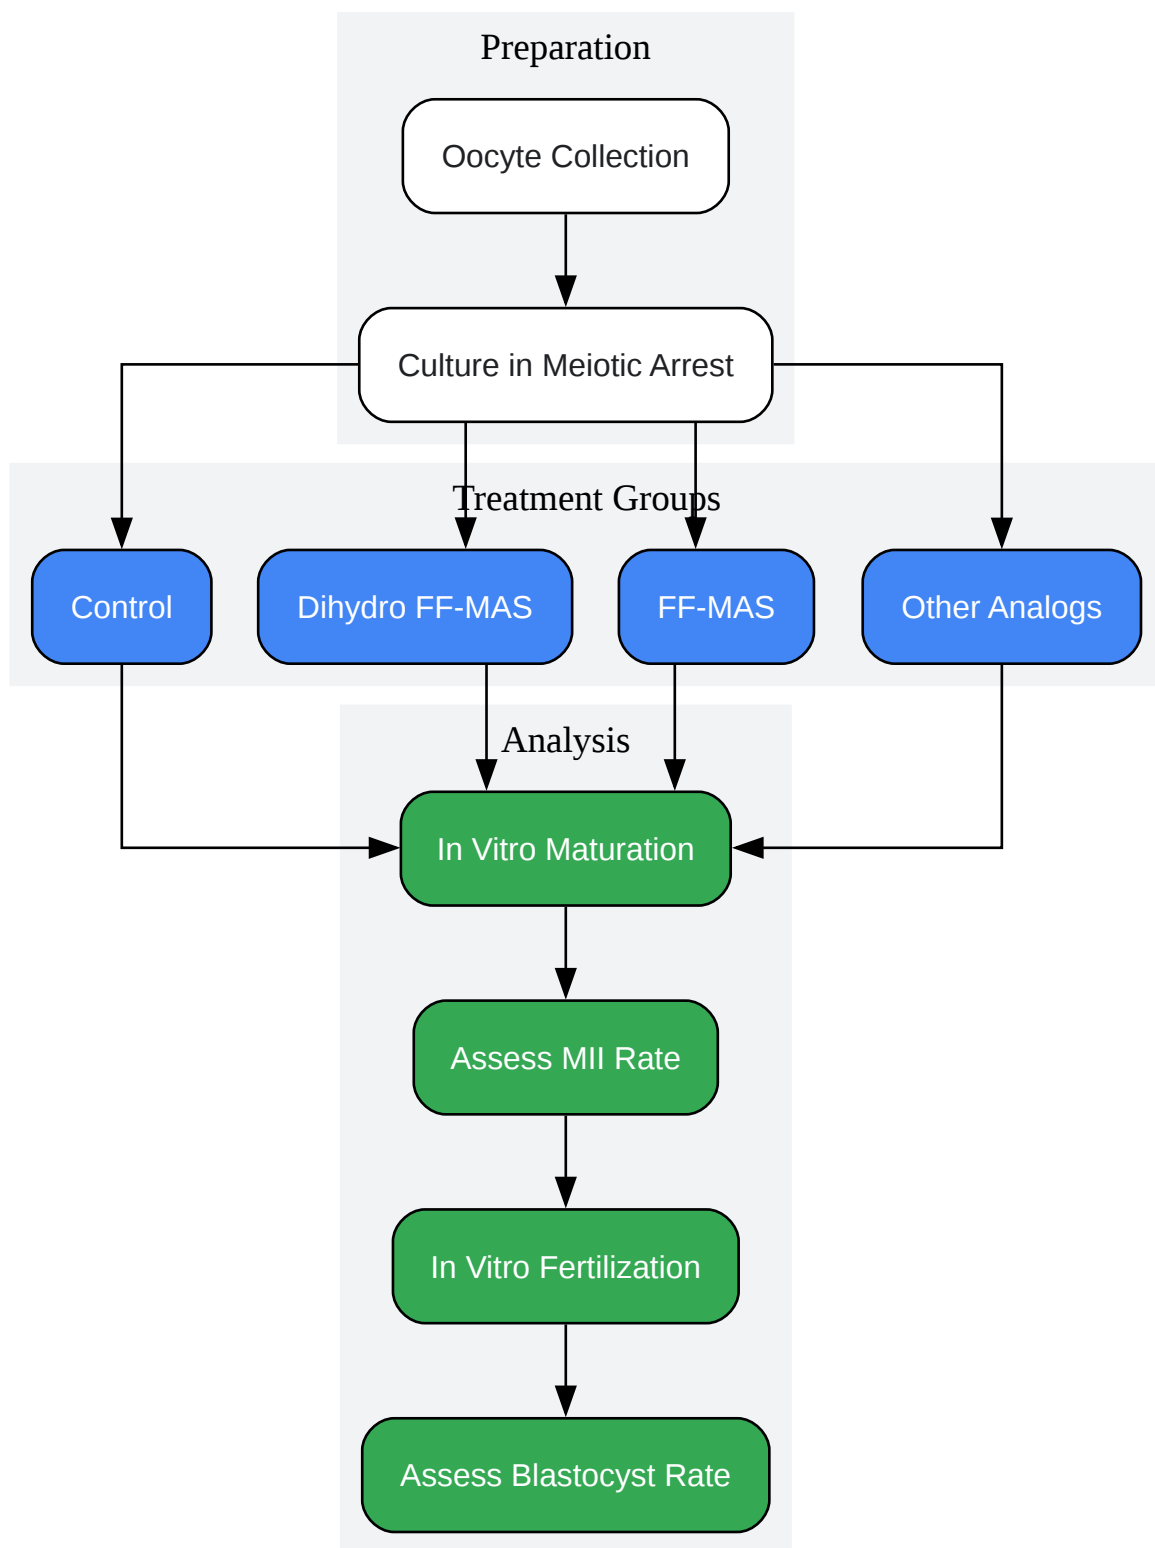 Preparation
Oocyte Collection
Culture in Meiotic Arrest
Treatment Groups
Control
Dihydro FF-MAS
FF-MAS
Other Analogs
Analysis
In Vitro Maturation
Assess MII Rate
In Vitro Fertilization
Assess Blastocyst Rate